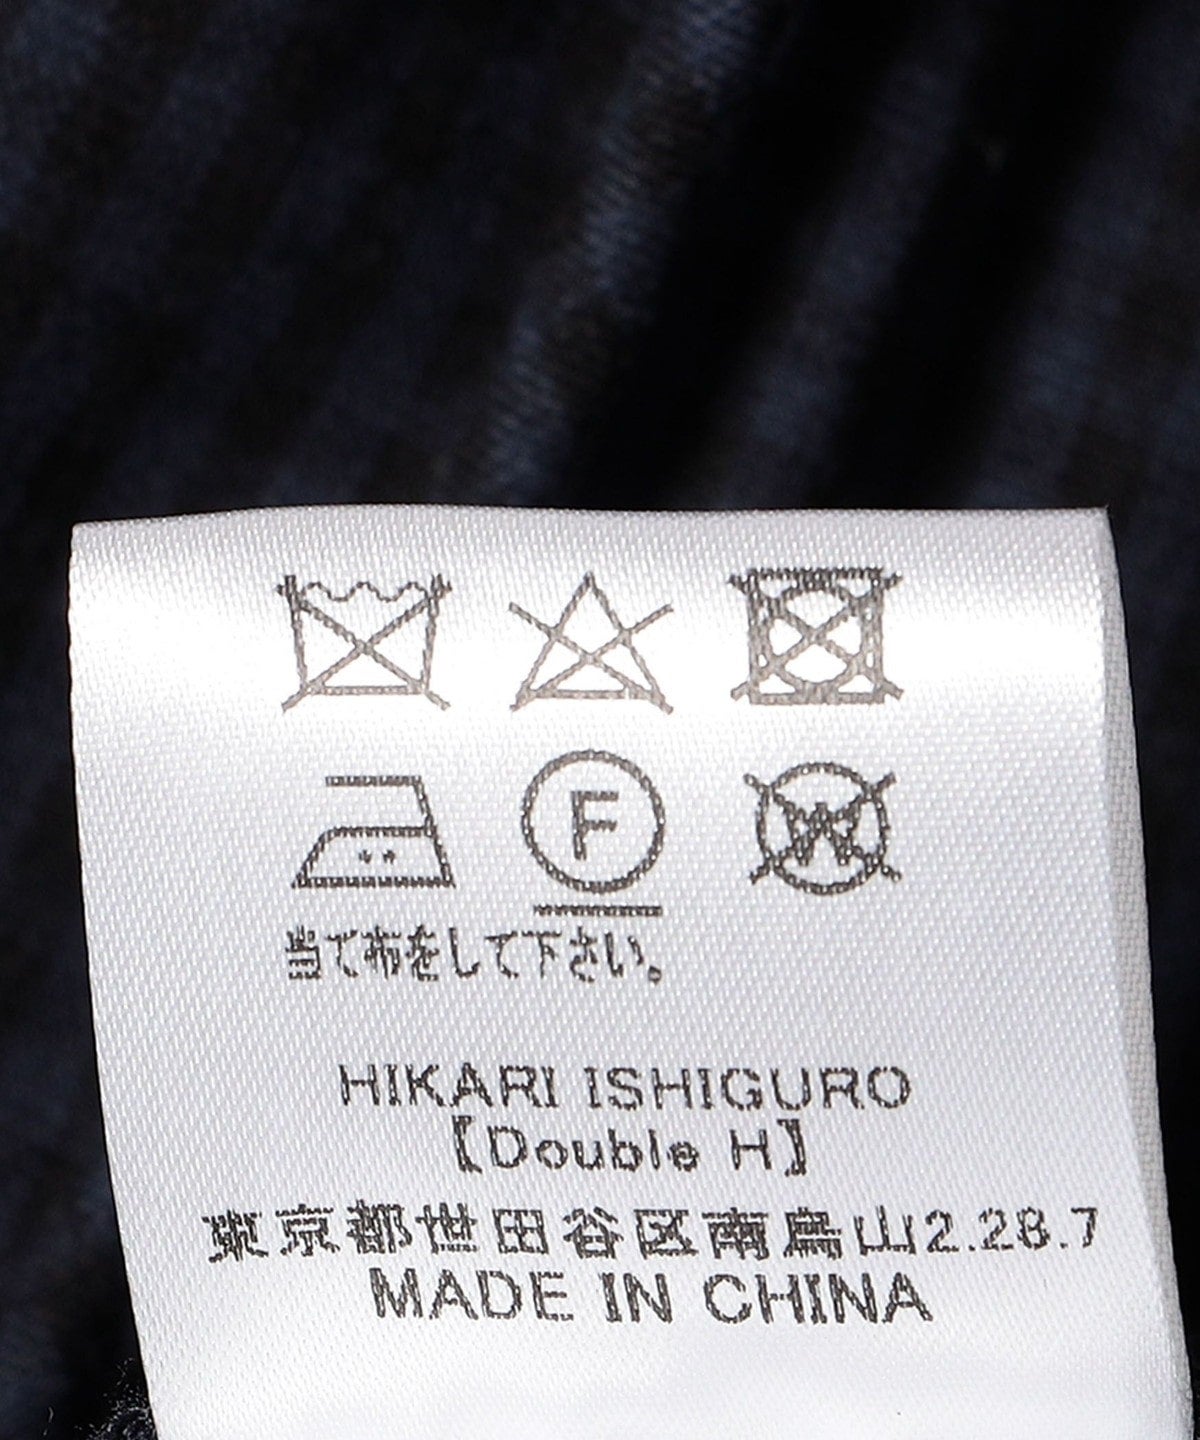 F W
当て布をして下さい。
HIKARI ISHIGURO
【Double H】
東京都世田谷区南烏山2.28.7
MADE IN CHINA